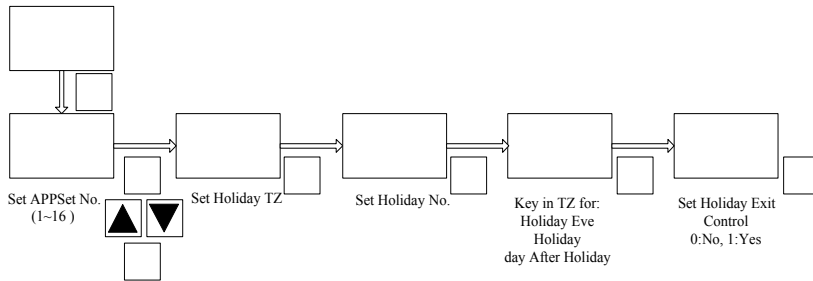 Set APPSet No.
(1~16 )
Set Holiday TZ
Set Holiday No.
Key in TZ for:
Holiday Eve
Holiday
day After Holiday
Set Holiday Exit
Control
0:No, 1:Yes